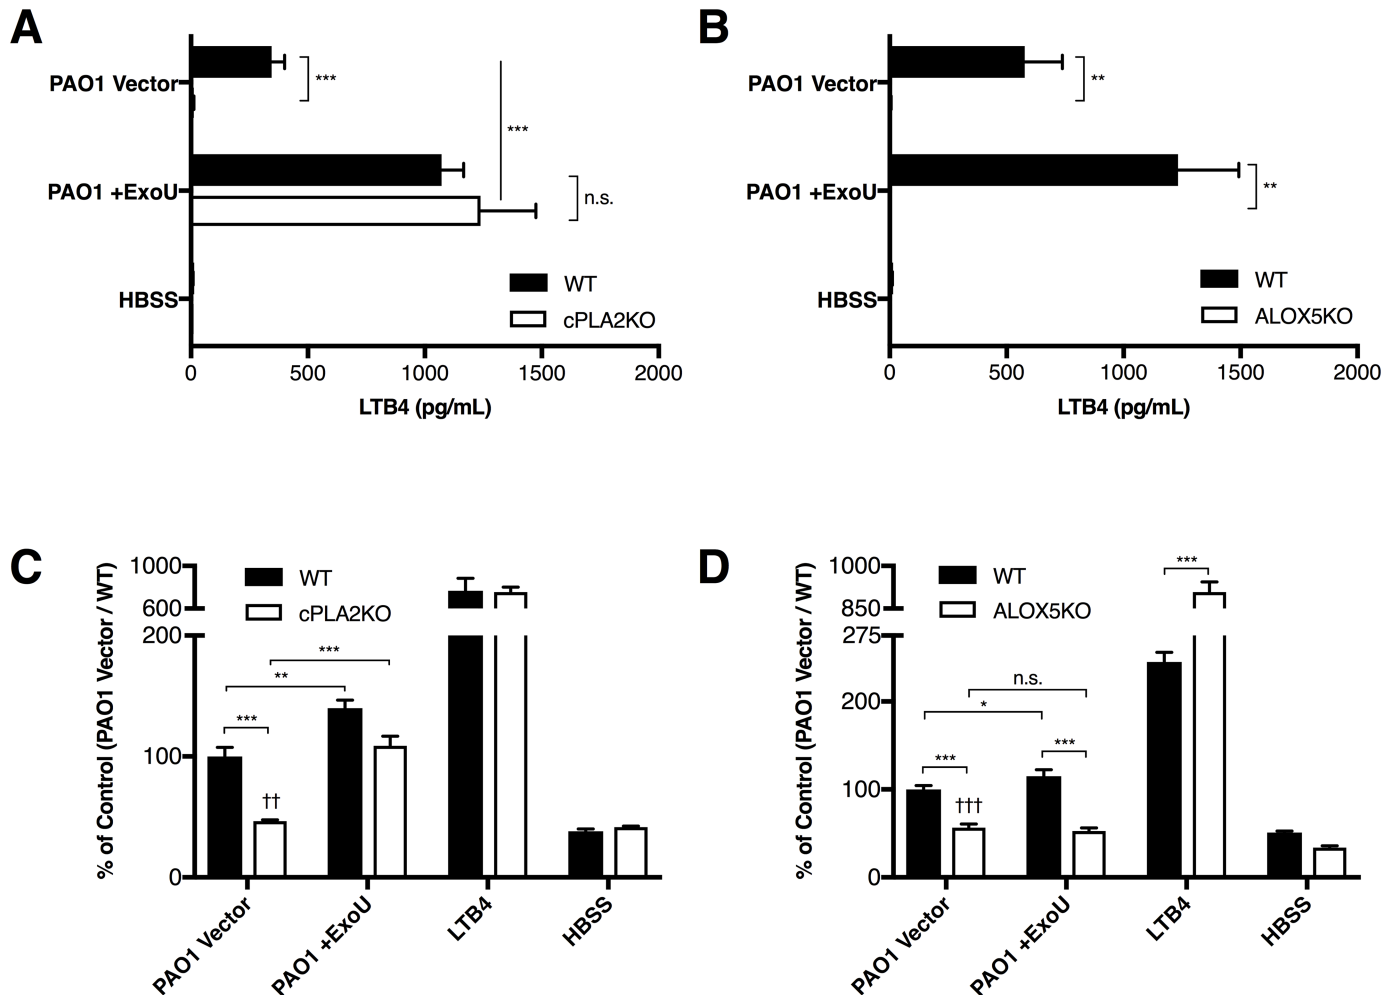 A
PAO1 Vector
***
***
PAO1 +ExoU
n.s.
HBSS
WT
cPLA2KO
0 500 1000 1500 2000
LTB4 (pg/mL)
B
PAO1 Vector
**
PAO1 +ExoU
**
HBSS
WT
ALOX5KO
0 500 1000 1500 2000
LTB4 (pg/mL)
C
% of Control (PAO1 Vector / WT)
1000
600
200
100
0
WT
cPLA2KO
***
**
***
††
PAO1 Vector
PAO1 +ExoU
LTB4
HBSS
D
% of Control (PAO1 Vector / WT)
1000
850
275
200
100
0
WT
ALOX5KO
***
n.s.
*
***
***
†††
PAO1 Vector
PAO1 +ExoU
LTB4
HBSS